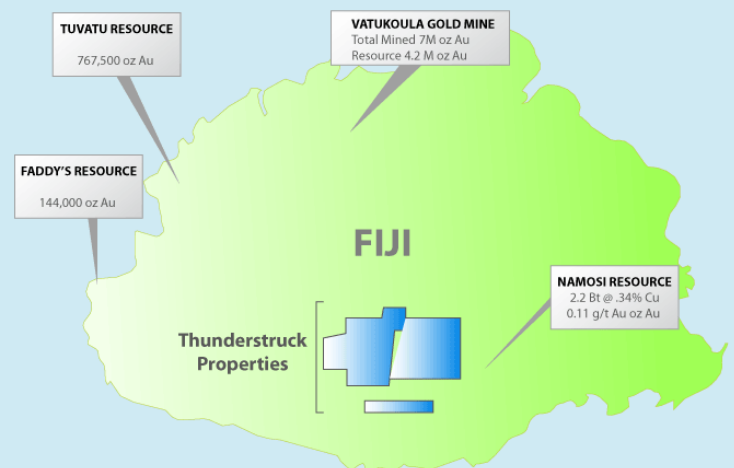 TUVATU RESOURCE
767,500 oz Au
VATUKOULA GOLD MINE
Total Mined 7M oz Au
Resource 4.2 M oz Au
FADDY'S RESOURCE
144,000 oz Au
FIJI
NAMOSI RESOURCE
2.2 Bt @ .34% Cu
0.11 g/t Au oz Au
Thunderstruck
Properties